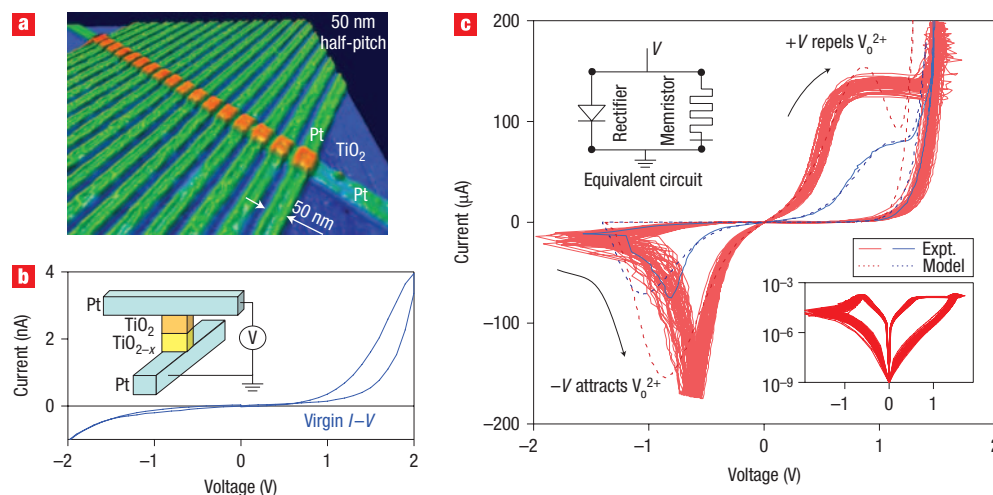 a
50 nm
half-pitch
Pt
TiO₂
Pt
50 nm
b
Current (nA)
4
2
0
Pt
TiO₂
TiO₂₋ₓ
Pt
V
Virgin I–V
−2
−1
0
1
2
Voltage (V)
c
Current (µA)
200
100
0
−100
−200
V
Rectifier
Memristor
Equivalent circuit
+V repels Vₒ²⁺
−V attracts Vₒ²⁺
Expt.
Model
10⁻³
10⁻⁶
10⁻⁹
−1
0
1
−2
−1
0
1
2
Voltage (V)